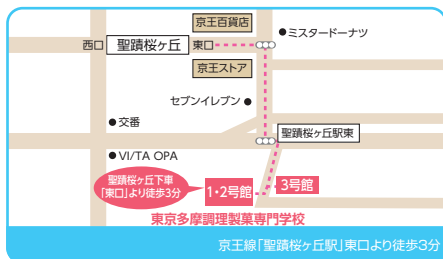 京王百貨店
●ミスタードーナツ
西口 聖蹟桜ヶ丘 東口
京王ストア
セブンイレブン●
●交番
聖蹟桜ヶ丘駅東
●VI/TA OPA
聖蹟桜ヶ丘下車
「東口」より徒歩3分
1・2号館
3号館
東京多摩調理製菓専門学校
京王線「聖蹟桜ヶ丘駅」東口より徒歩3分